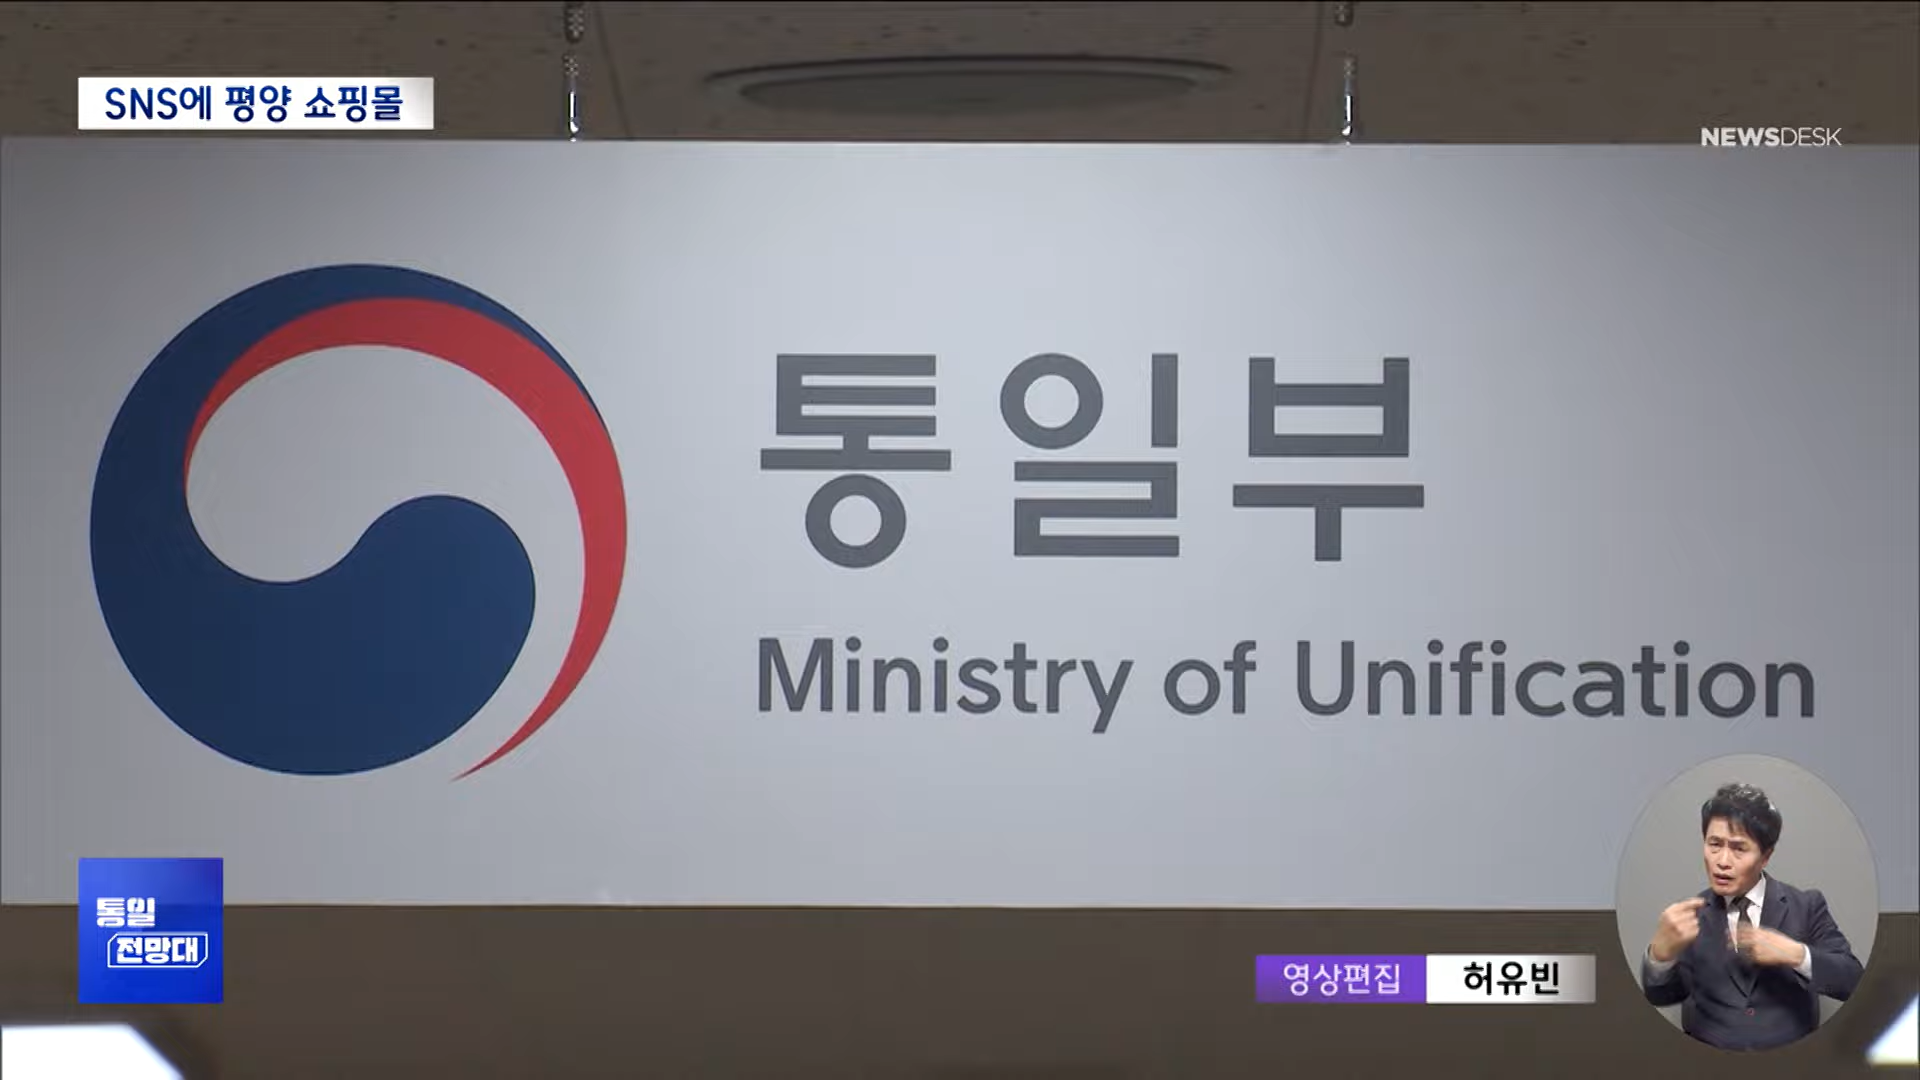 SNS에 평양 쇼핑몰
NEWSDESK
통일부
Ministry of Unification
통일
전망대
영상편집 허유빈